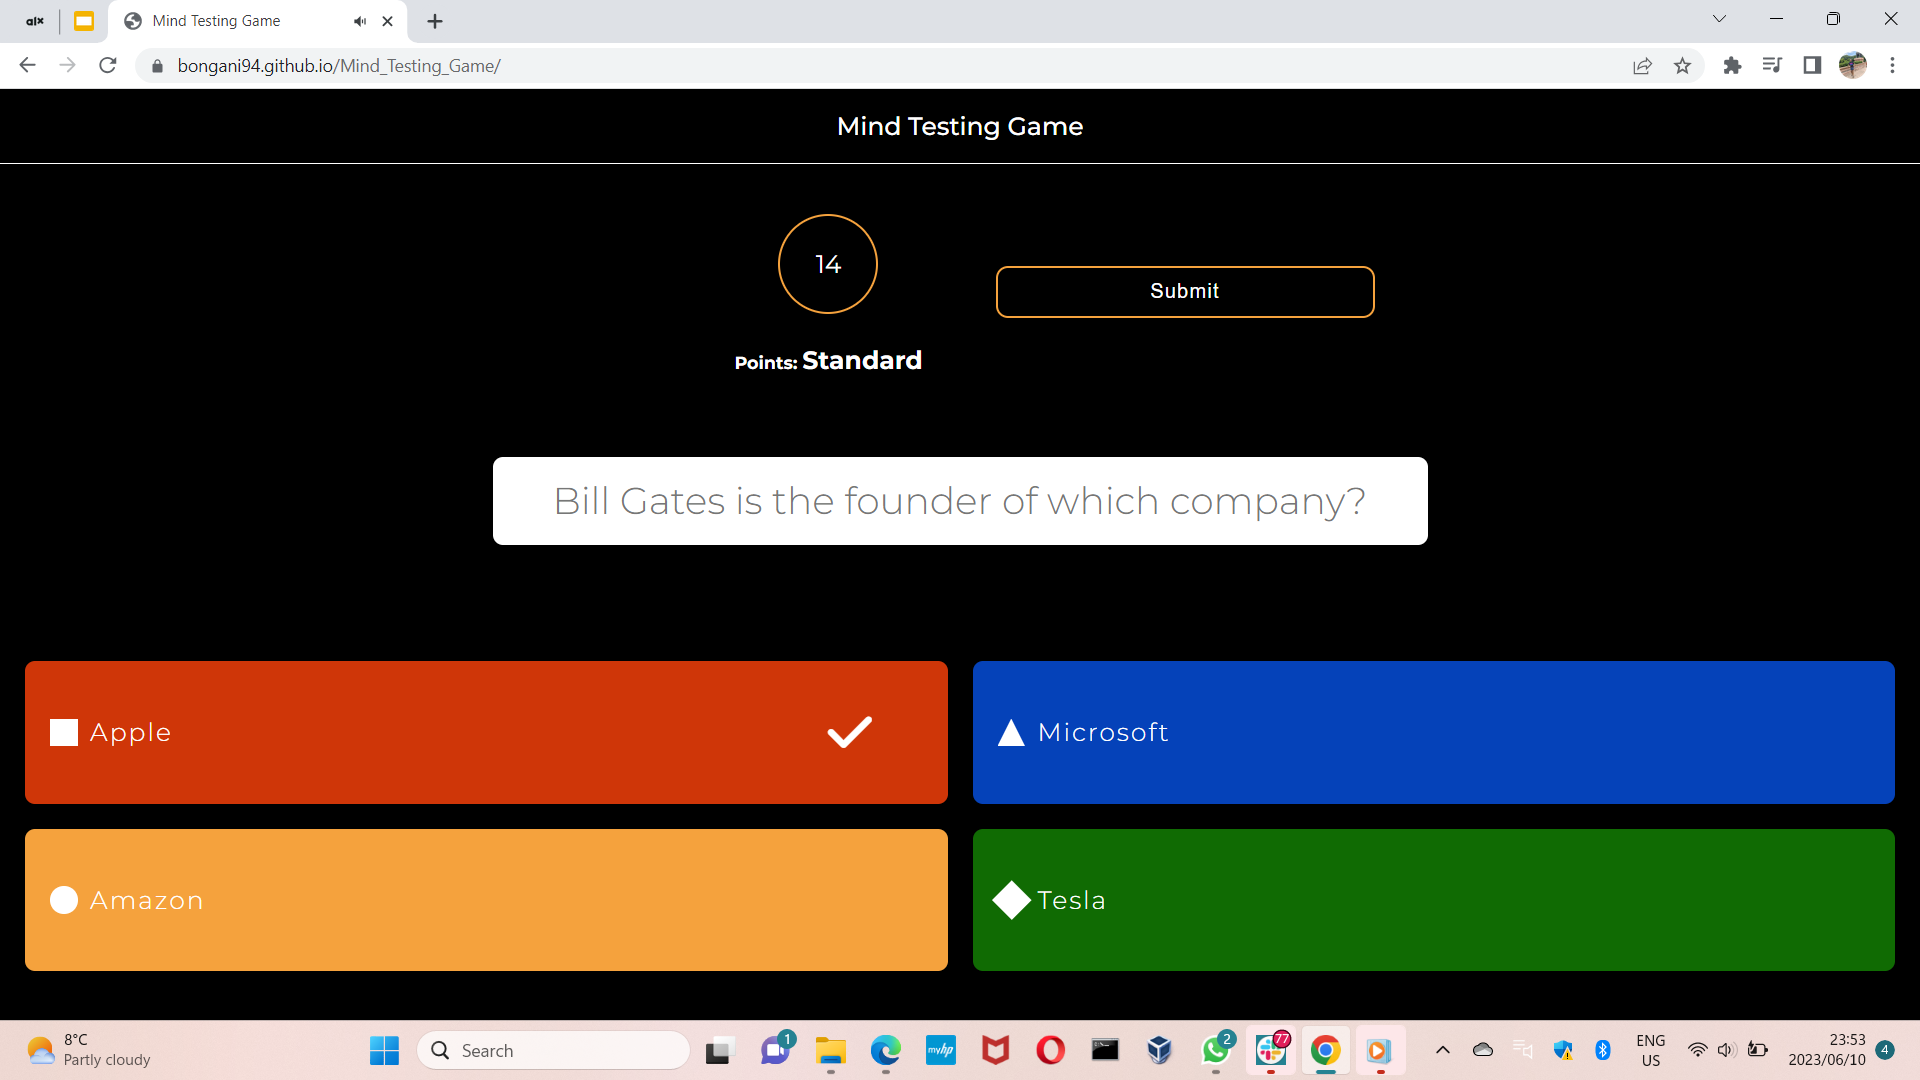 alx
Mind Testing Game
bongani94.github.io/Mind_Testing_Game/
Mind Testing Game
14
Submit
Points: Standard
Bill Gates is the founder of which company?
Apple
Microsoft
Amazon
Tesla
8°C
Partly cloudy
Search
1
myhp
2
77
ENG
US
23:53
2023/06/10
4